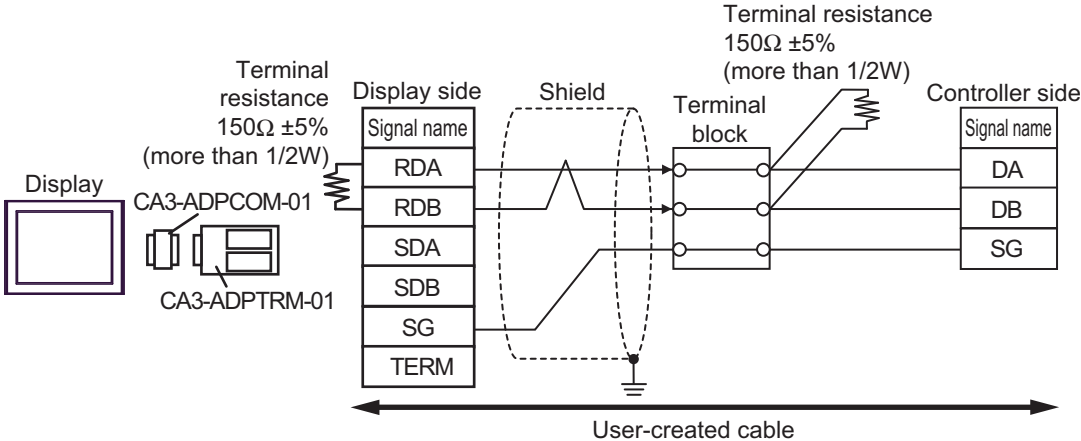 Terminal resistance
150Ω ±5%
(more than 1/2W)
Terminal
resistance
150Ω ±5%
(more than 1/2W)
Display side
Shield
Terminal
block
Controller side
Signal name
RDA
RDB
SDA
SDB
SG
TERM
Signal name
DA
DB
SG
Display
CA3-ADPCOM-01
CA3-ADPTRM-01
User-created cable